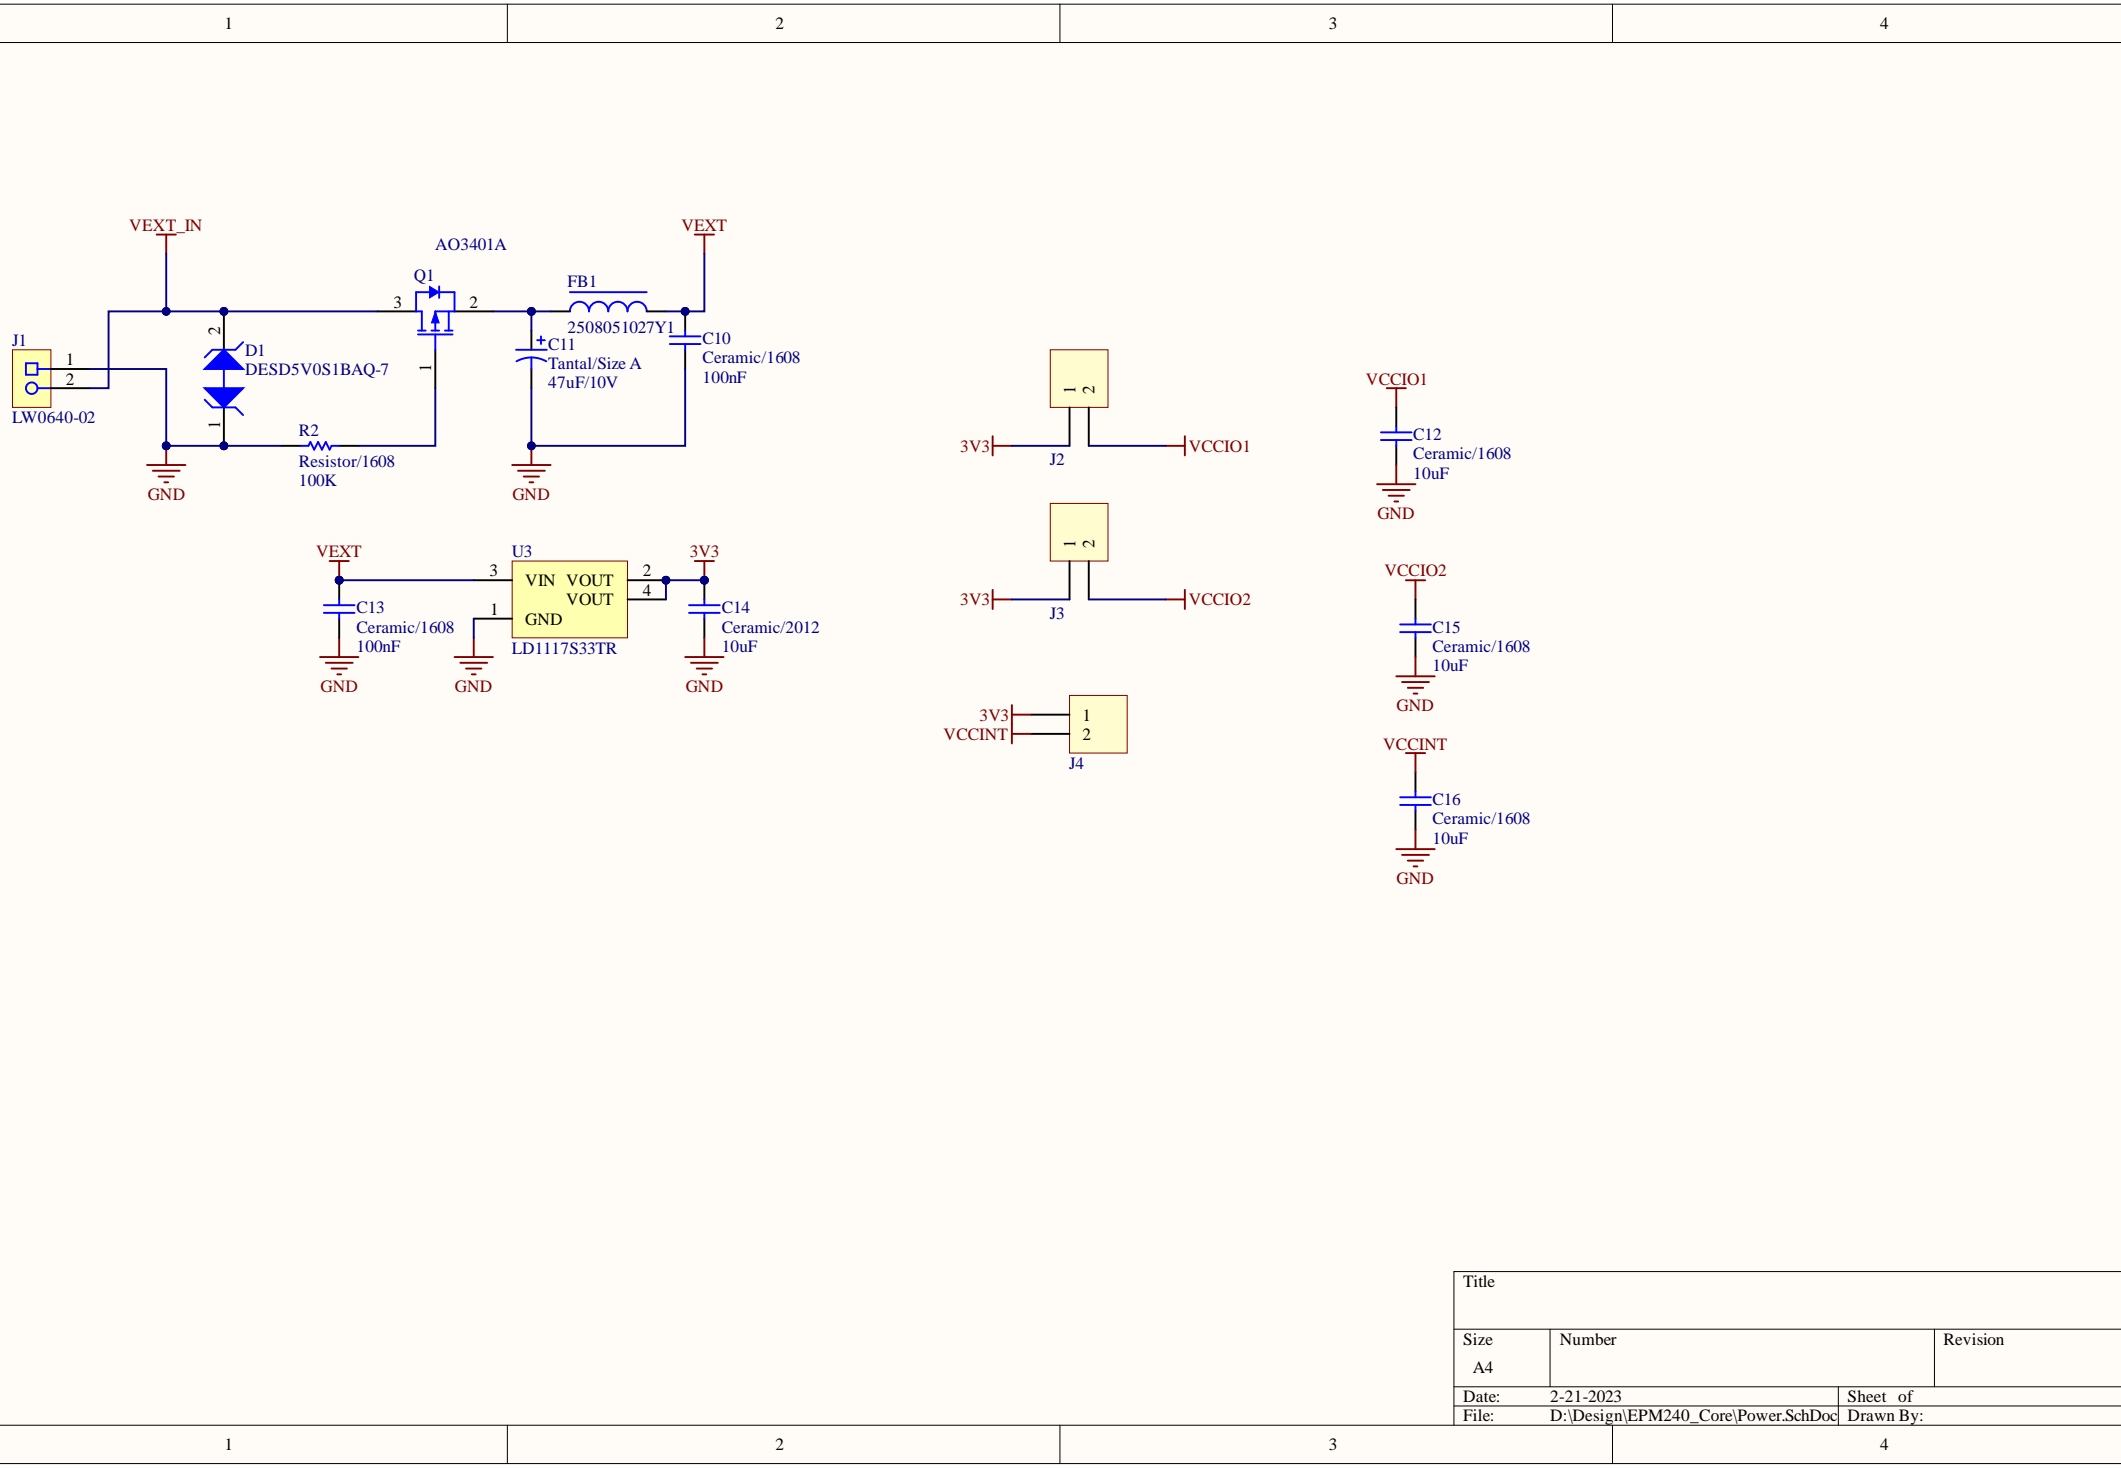 1 2 3 4
VEXT_IN
VEXT
AO3401A
Q1
FB1
3 2
2508051027Y1
1
2
J1
1
2
LW0640-02
D1
DESD5V0S1BAQ-7
1
R2
Resistor/1608
100K
GND
+
C11
Tantal/Size A
47uF/10V
C10
Ceramic/1608
100nF
GND
VEXT
U3
3V3
3 VIN VOUT 2
VOUT 4
1 GND
LD1117S33TR
C13
Ceramic/1608
100nF
GND
GND
C14
Ceramic/2012
10uF
GND
1 2
3V3
J2
VCCIO1
1 2
3V3
J3
VCCIO2
3V3 1
VCCINT 2
J4
VCCIO1
C12
Ceramic/1608
10uF
GND
VCCIO2
C15
Ceramic/1608
10uF
GND
VCCINT
C16
Ceramic/1608
10uF
GND
Title
Size Number Revision
A4
Date: 2-21-2023 Sheet of
File: D:\Design\EPM240_Core\Power.SchDoc Drawn By:
1 2 3 4